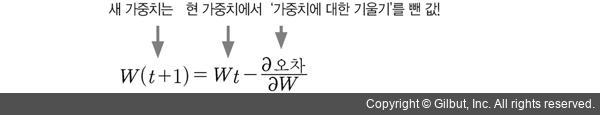 새 가중치는 현 가중치에서 '가중치에 대한 기울기'를 뺀 값!
W(t+1) = Wt − ∂오차/∂W
Copyright © Gilbut, Inc. All rights reserved.